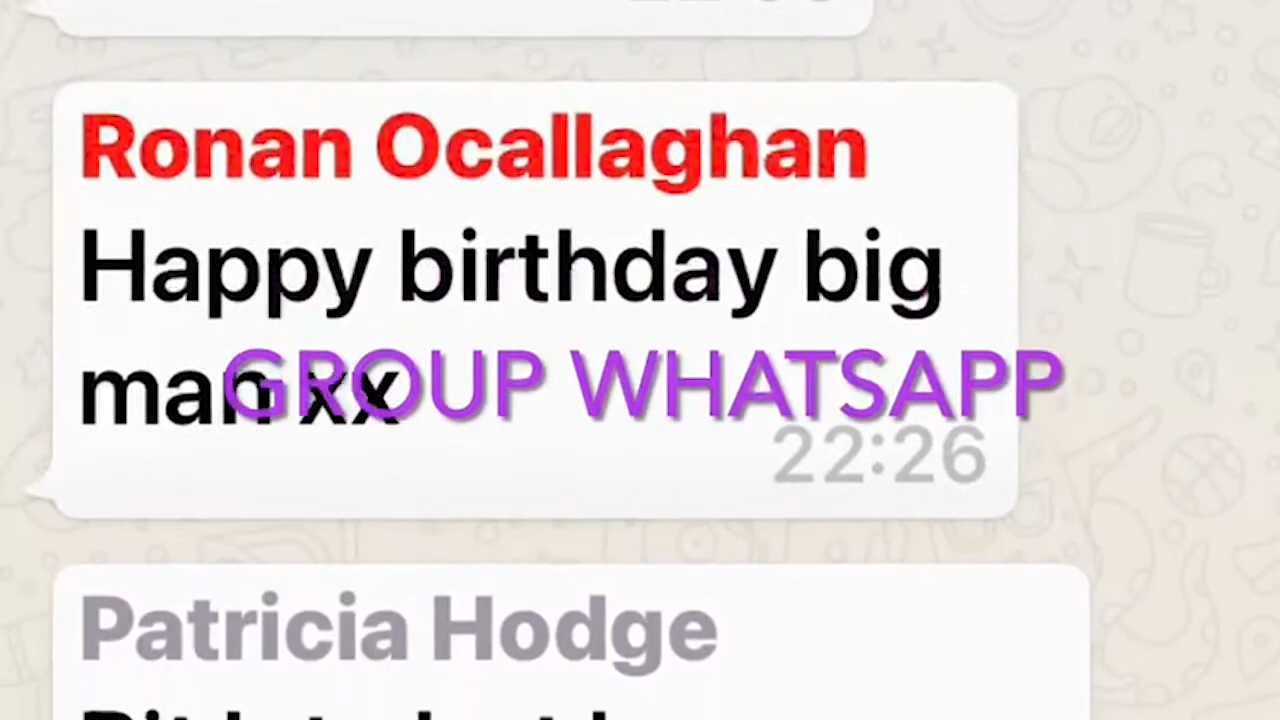 Ronan Ocallaghan
Happy birthday big
man xx
GROUP WHATSAPP
22:26
Patricia Hodge